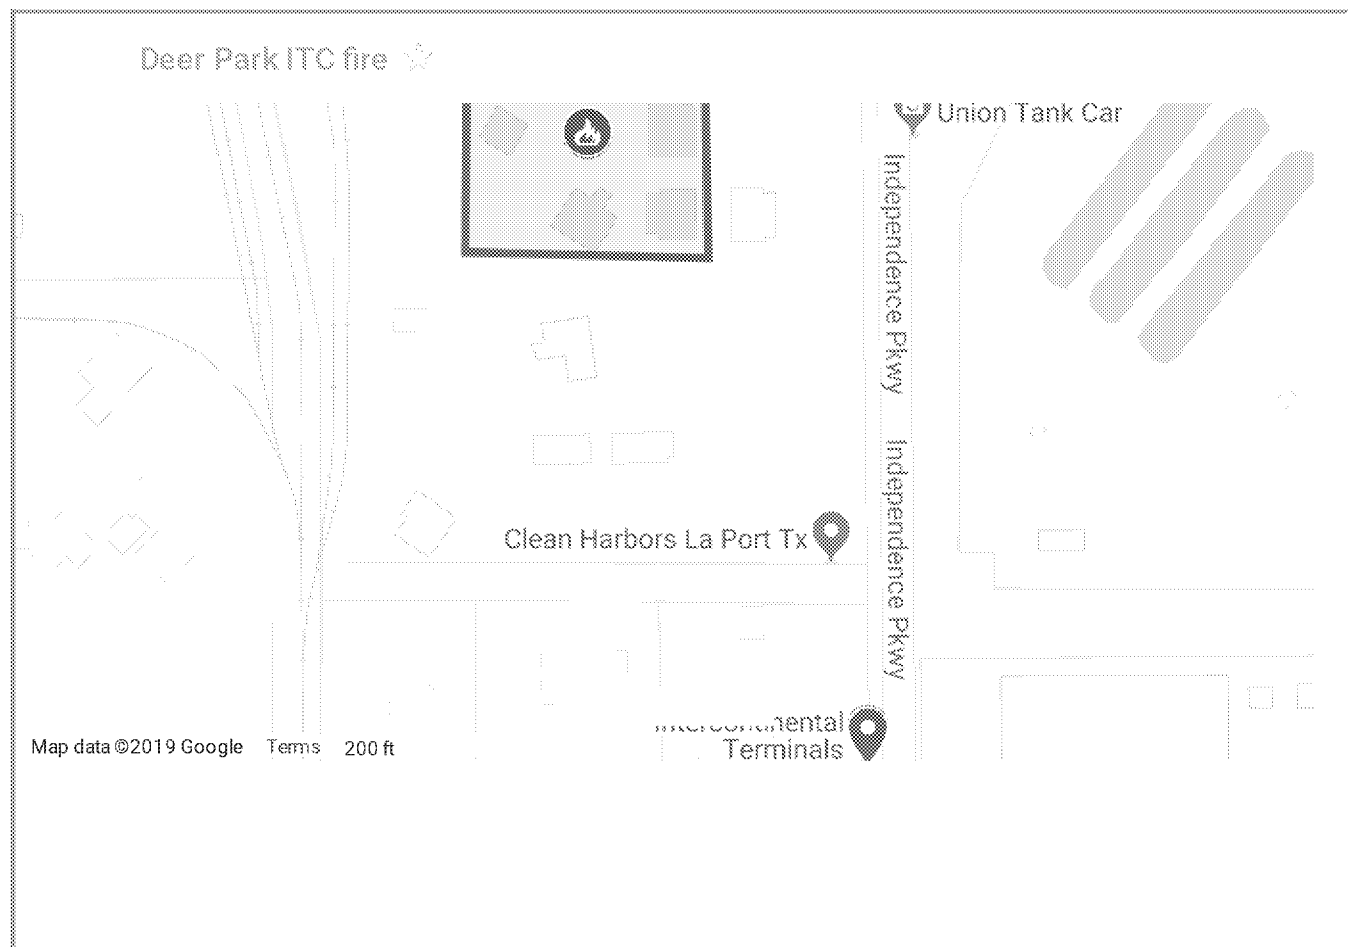 Deer Park ITC fire
Union Tank Car
Independence Pkwy
Independence Pkwy
Clean Harbors La Port Tx
Terminals
Map data ©2019 Google Terms 200 ft